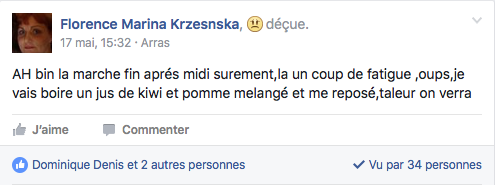 Florence Marina Krzesnska, déçue.
17 mai, 15:32 · Arras
AH bin la marche fin aprés midi surement,la un coup de fatigue ,oups,je
vais boire un jus de kiwi et pomme melangé et me reposé,taleur on verra
J'aime Commenter
Dominique Denis et 2 autres personnes Vu par 34 personnes